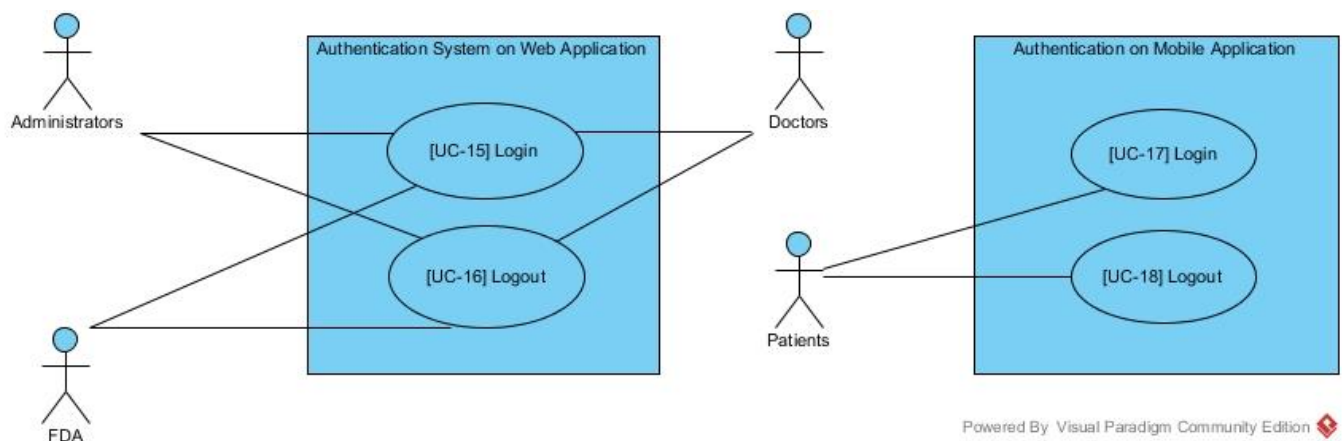 Authentication System on Web Application
Authentication on Mobile Application
Administrators
Doctors
[UC-15] Login
[UC-17] Login
[UC-16] Logout
[UC-18] Logout
Patients
FDA
Powered By Visual Paradigm Community Edition